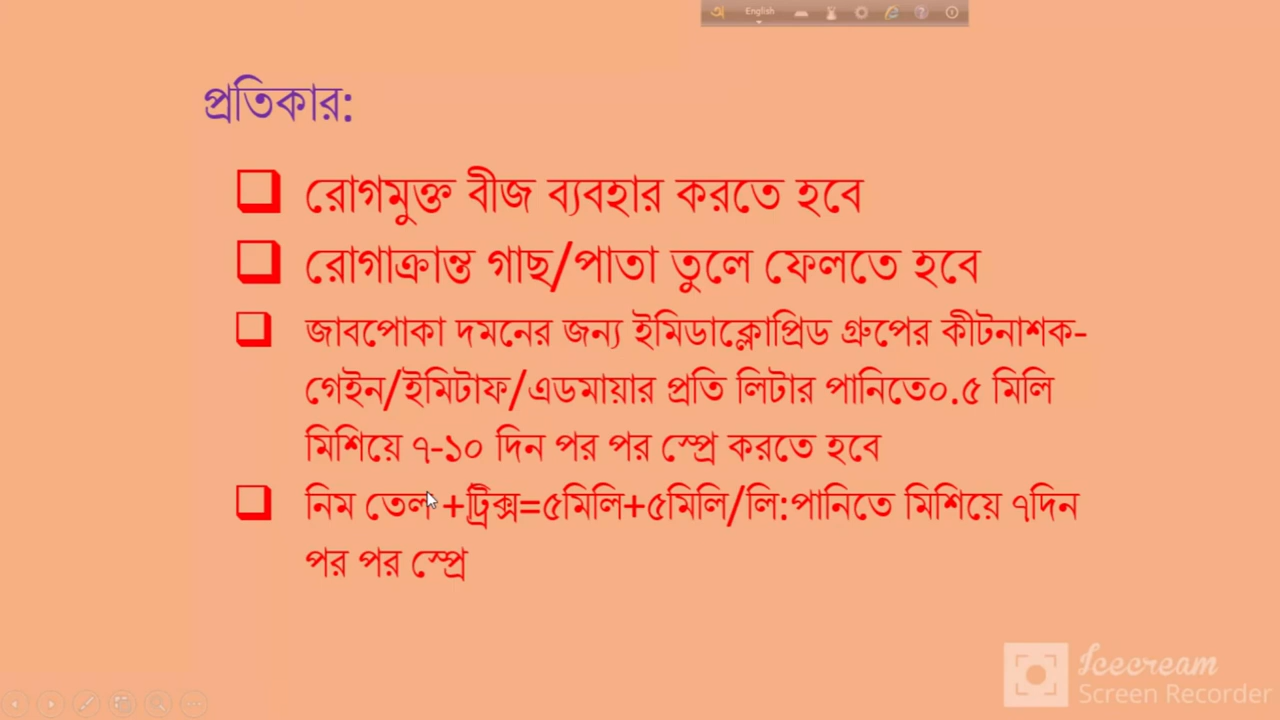 অ English
প্রতিকার:
রোগমুক্ত বীজ ব্যবহার করতে হবে
রোগাক্রান্ত গাছ/পাতা তুলে ফেলতে হবে
জাবপোকা দমনের জন্য ইমিডাক্লোপ্রিড গ্রুপের কীটনাশক-
গেইন/ইমিটাফ/এডমায়ার প্রতি লিটার পানিতে০.৫ মিলি
মিশিয়ে ৭-১০ দিন পর পর স্প্রে করতে হবে
নিম তেল +ট্রিক্স=৫মিলি+৫মিলি/লি:পানিতে মিশিয়ে ৭দিন
পর পর স্প্রে
Icecream
Screen Recorder